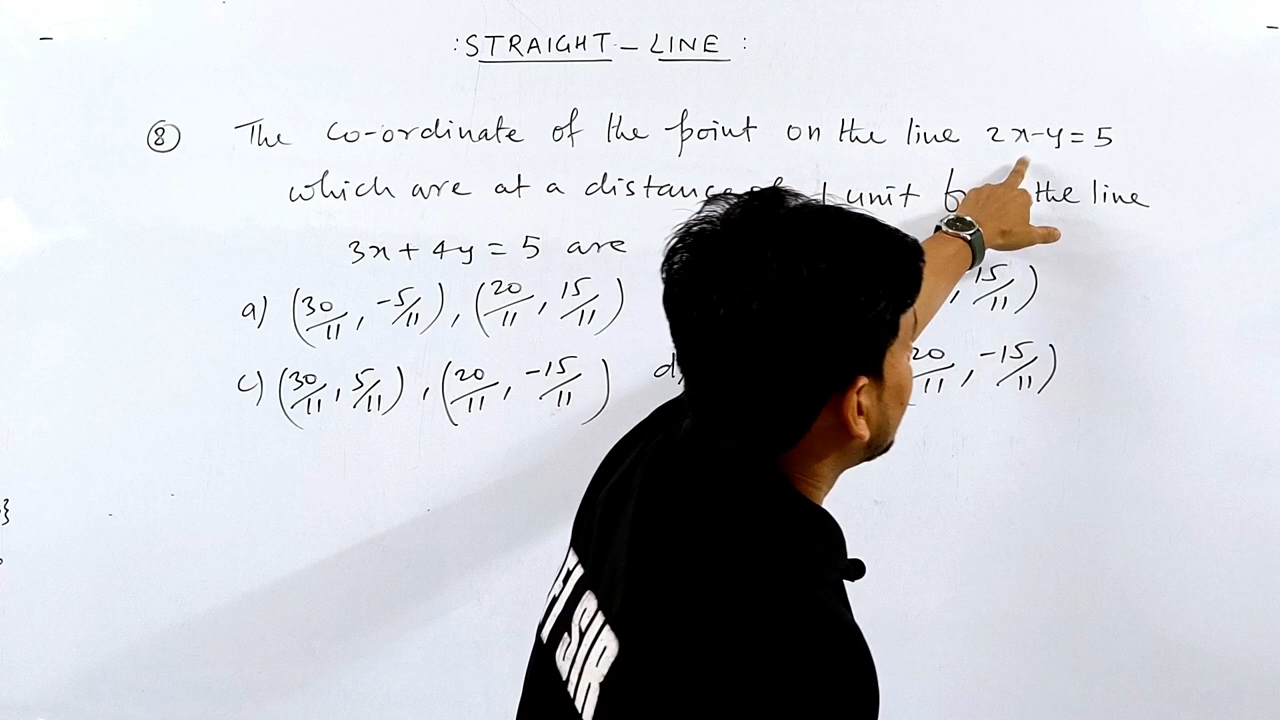 : STRAIGHT - LINE :
⑧ The co-ordinate of the point on the line 2x-y=5
which are at a distance 1 unit the line
3x + 4y = 5 are
a) (30/11, -5/11), (20/11, 15/11) , 15/11)
c) (30/11, 5/11), (20/11, -15/11) d) 20/11, -15/11)
SIR